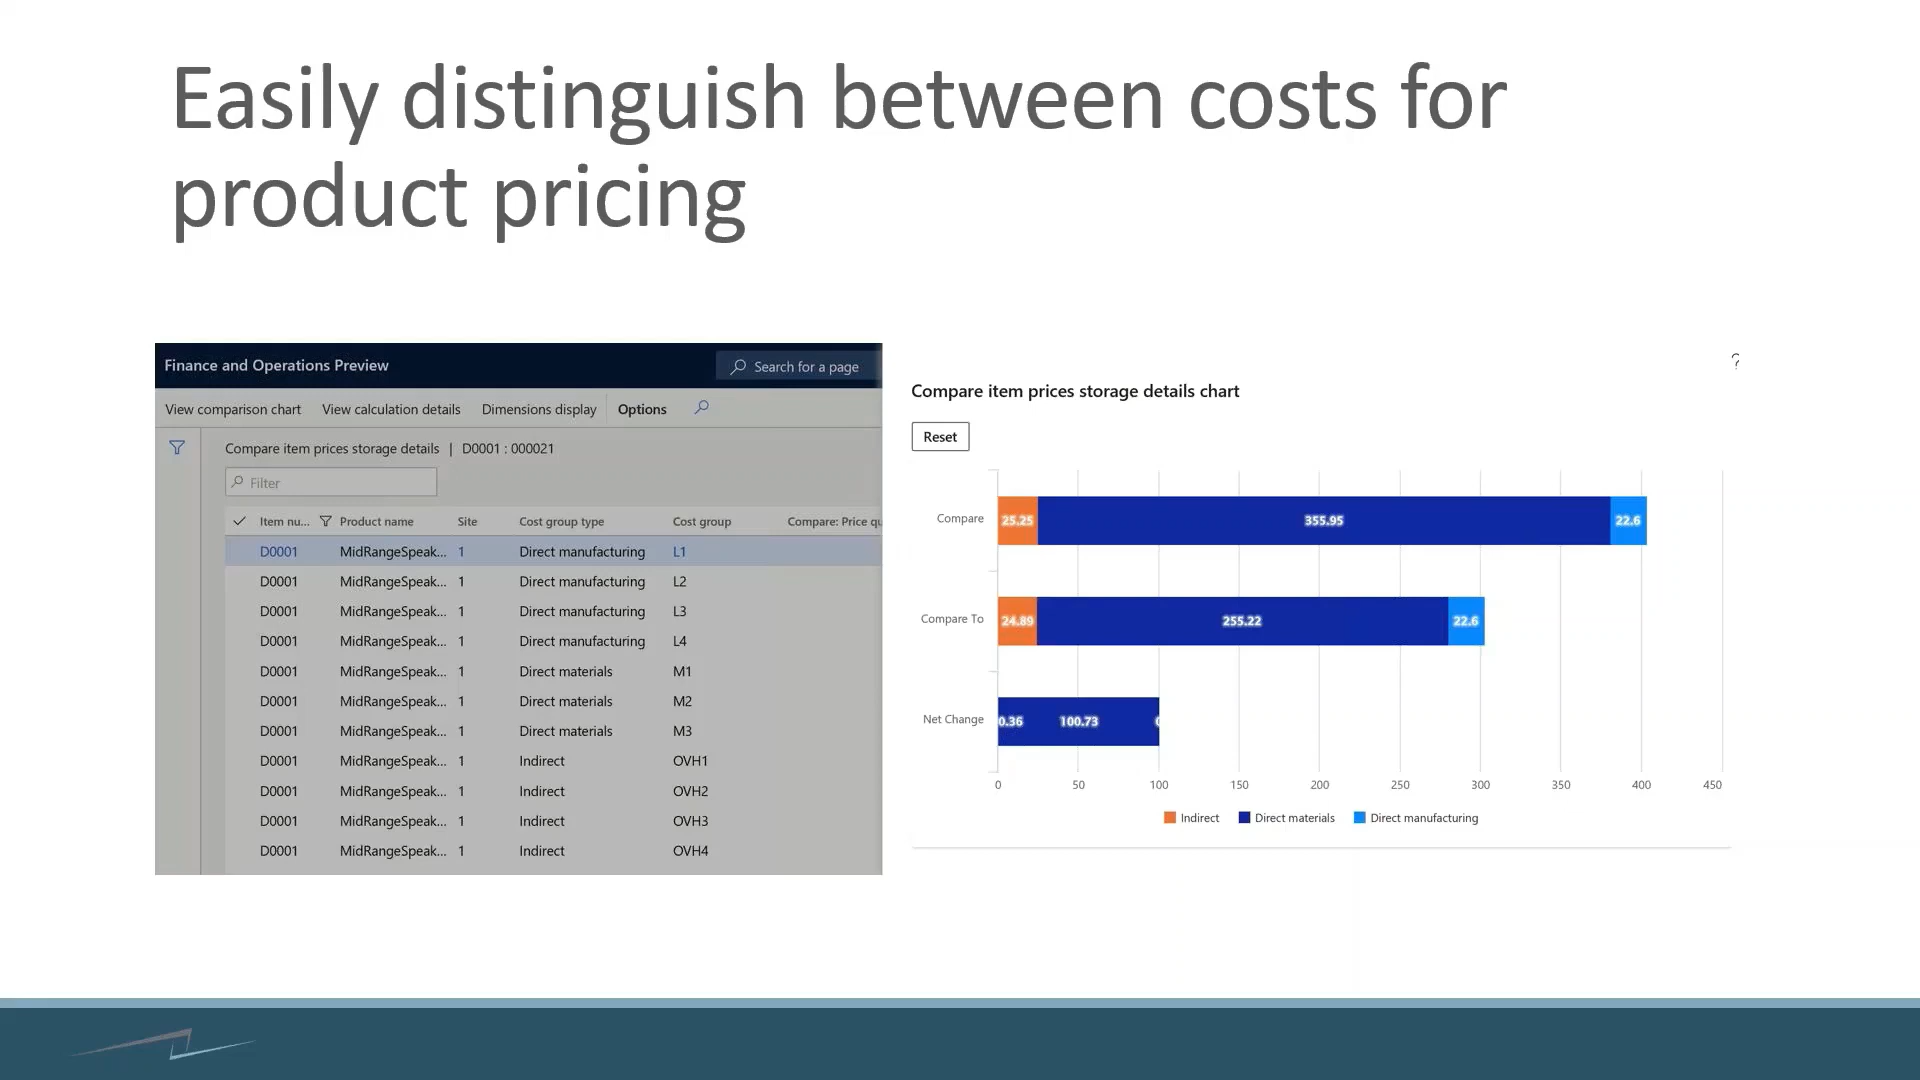 Easily distinguish between costs for
product pricing
Finance and Operations Preview
Search for a page
View comparison chart View calculation details Dimensions display Options
Compare item prices storage details | D0001 : 000021
Filter
Item nu... Product name Site Cost group type Cost group Compare: Price qu
D0001 MidRangeSpeak... 1 Direct manufacturing L1
D0001 MidRangeSpeak... 1 Direct manufacturing L2
D0001 MidRangeSpeak... 1 Direct manufacturing L3
D0001 MidRangeSpeak... 1 Direct manufacturing L4
D0001 MidRangeSpeak... 1 Direct materials M1
D0001 MidRangeSpeak... 1 Direct materials M2
D0001 MidRangeSpeak... 1 Direct materials M3
D0001 MidRangeSpeak... 1 Indirect OVH1
D0001 MidRangeSpeak... 1 Indirect OVH2
D0001 MidRangeSpeak... 1 Indirect OVH3
D0001 MidRangeSpeak... 1 Indirect OVH4
?
Compare item prices storage details chart
Reset
Compare 25.25 355.95 22.6
Compare To 24.89 255.22 22.6
Net Change 0.36 100.73
0 50 100 150 200 250 300 350 400 450
Indirect Direct materials Direct manufacturing